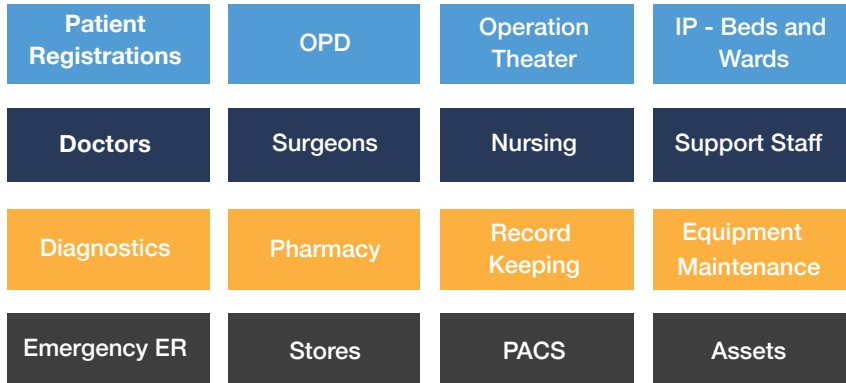 Patient
Registrations
OPD
Operation
Theater
IP - Beds and
Wards
Doctors
Surgeons
Nursing
Support Staff
Diagnostics
Pharmacy
Record
Keeping
Equipment
Maintenance
Emergency ER
Stores
PACS
Assets